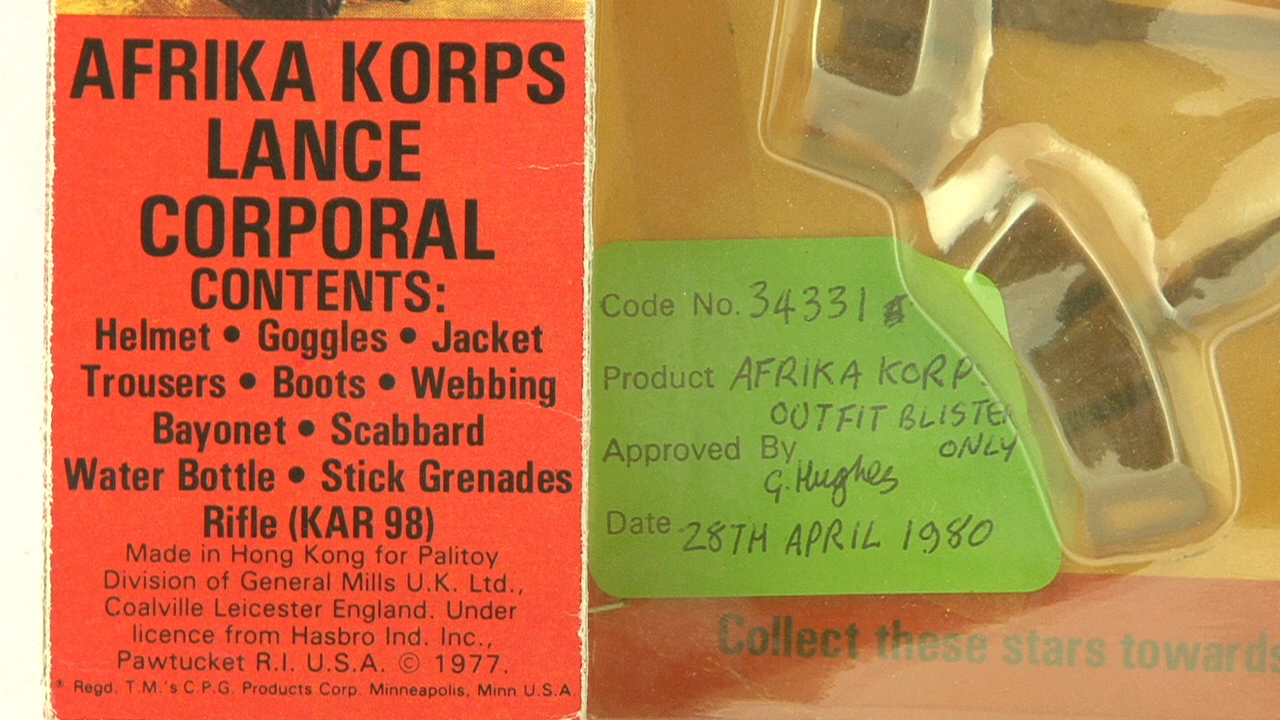 AFRIKA KORPS
LANCE
CORPORAL
CONTENTS:
Helmet • Goggles • Jacket
Trousers • Boots • Webbing
Bayonet • Scabbard
Water Bottle • Stick Grenades
Rifle (KAR 98)
Made in Hong Kong for Palitoy
Division of General Mills U.K. Ltd.,
Coalville Leicester England. Under
licence from Hasbro Ind. Inc.,
Pawtucket R.I. U.S.A. © 1977.
® Regd. T.M.'s C.P.G. Products Corp. Minneapolis, Minn U.S.A.
Code No. 34331
Product AFRIKA KORPS
OUTFIT BLISTER
ONLY
Approved By
G. Hughes
Date 28TH APRIL 1980
Collect these stars towards